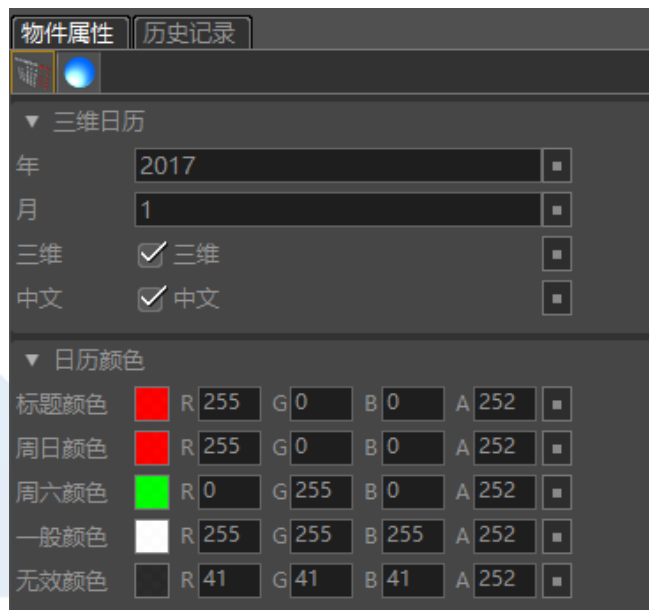 物件属性 历史记录
▼ 三维日历
年 2017
月 1
三维 三维
中文 中文
▼ 日历颜色
标题颜色 R 255 G 0 B 0 A 252
周日颜色 R 255 G 0 B 0 A 252
周六颜色 R 0 G 255 B 0 A 252
一般颜色 R 255 G 255 B 255 A 252
无效颜色 R 41 G 41 B 41 A 252